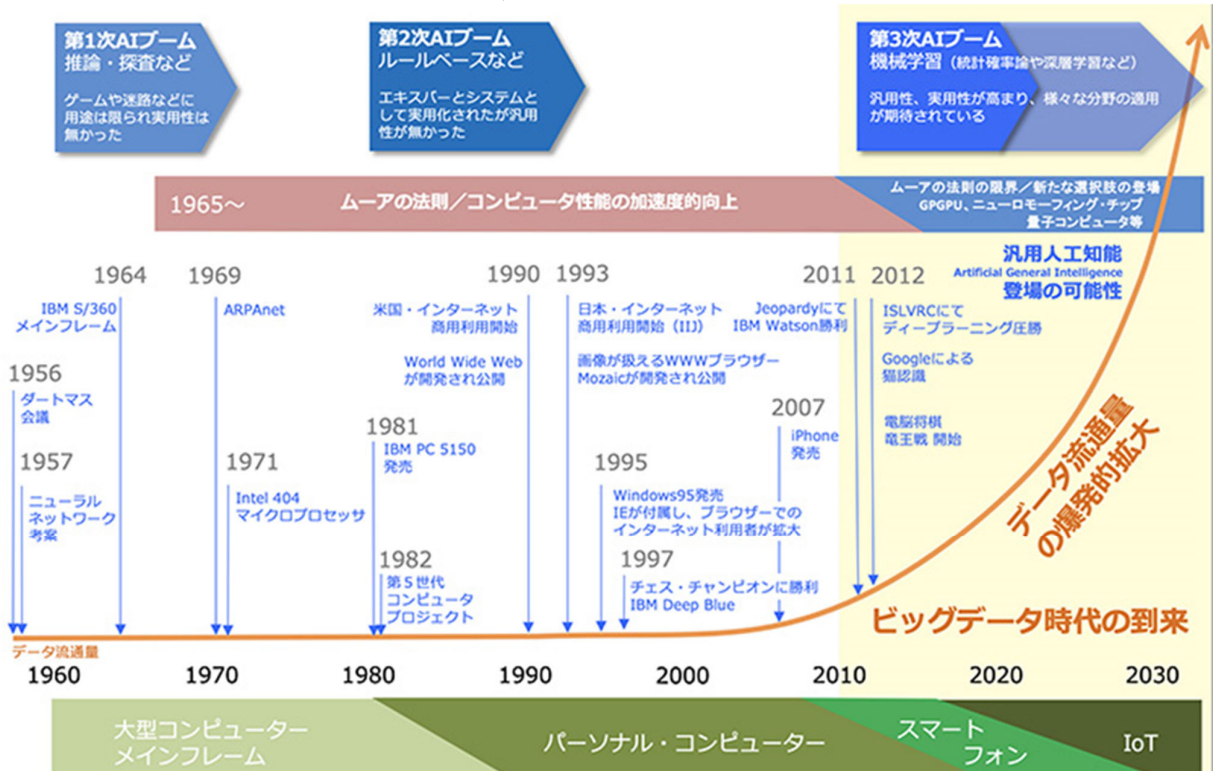 第1次AIブーム
推論・探査など
ゲームや迷路などに
用途は限られ実用性は
無かった
第2次AIブーム
ルールベースなど
エキスパーとシステムと
して実用化されたが汎用
性が無かった
第3次AIブーム
機械学習（統計確率論や深層学習など）
汎用性、実用性が高まり、様々な分野の適用
が期待されている
1965～
ムーアの法則／コンピュータ性能の加速度的向上
ムーアの法則の限界／新たな選択肢の登場
GPGPU、ニューロモーフィング・チップ
量子コンピュータ等
汎用人工知能
Artificial General Intelligence
登場の可能性
1956
ダートマス
会議
1957
ニューラル
ネットワーク
考案
1964
IBM S/360
メインフレーム
1969
ARPAnet
1971
Intel 404
マイクロプロセッサ
1981
IBM PC 5150
発売
1982
第５世代
コンピュータ
プロジェクト
1990
米国・インターネット
商用利用開始
World Wide Web
が開発され公開
1993
日本・インターネット
商用利用開始（IIJ）
画像が扱えるWWWブラウザー
Mozaicが開発され公開
1995
Windows95発売
IEが付属し、ブラウザーでの
インターネット利用者が拡大
1997
チェス・チャンピオンに勝利
IBM Deep Blue
2007
iPhone
発売
2011
Jeopardyにて
IBM Watson勝利
2012
ISLVRCにて
ディープラーニング圧勝
Googleによる
猫認識
電脳将棋
竜王戦 開始
データ流通量
の爆発的拡大
ビッグデータ時代の到来
データ流通量
1960 1970 1980 1990 2000 2010 2020 2030
大型コンピューター
メインフレーム
パーソナル・コンピューター
スマート
フォン
IoT